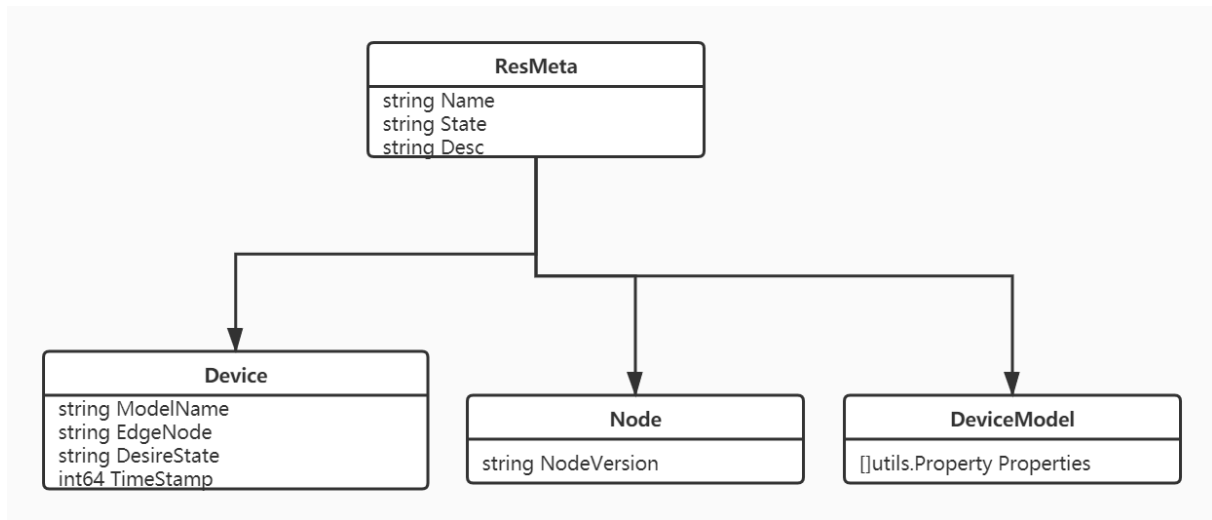 ResMeta
string Name
string State
string Desc
Device
string ModelName
string EdgeNode
string DesireState
int64 TimeStamp
Node
string NodeVersion
DeviceModel
[]utils.Property Properties